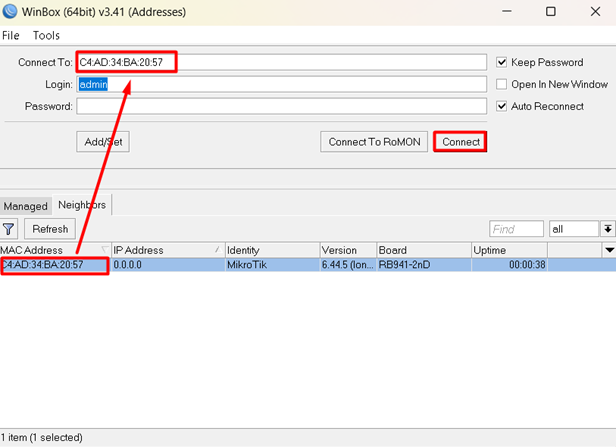 WinBox (64bit) v3.41 (Addresses)
File Tools
Connect To: C4:AD:34:BA:20:57 Keep Password
Login: admin Open In New Window
Password: Auto Reconnect
Add/Set Connect To RoMON Connect
Managed Neighbors
Refresh Find all
MAC Address IP Address Identity Version Board Uptime
C4:AD:34:BA:20:57 0.0.0.0 MikroTik 6.44.5 (lon... RB941-2nD 00:00:38
1 item (1 selected)